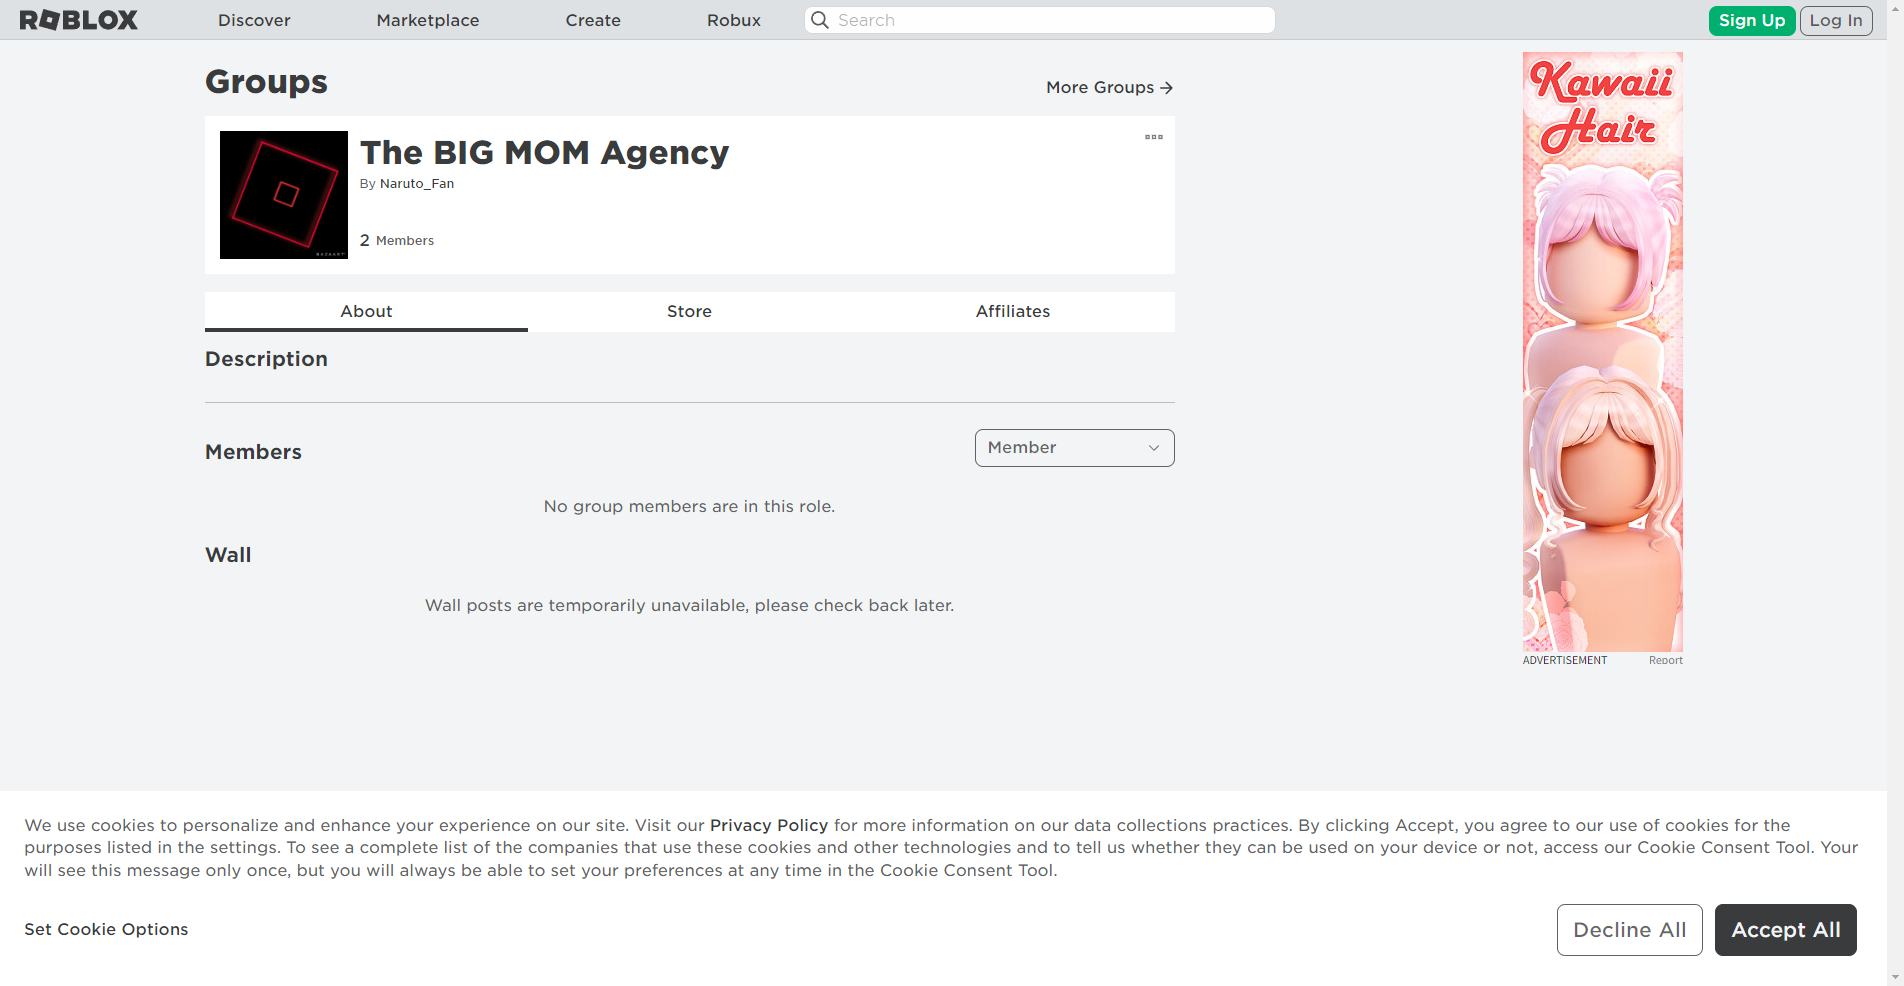 ROBLOX
Discover
Marketplace
Create
Robux
Search
Sign Up
Log In
Groups
More Groups
The BIG MOM Agency
By Naruto_Fan
2 Members
BAZAART
About
Store
Affiliates
Description
Members
Member
No group members are in this role.
Wall
Wall posts are temporarily unavailable, please check back later.
Kawaii
Hair
ADVERTISEMENT
Report
We use cookies to personalize and enhance your experience on our site. Visit our Privacy Policy for more information on our data collections practices. By clicking Accept, you agree to our use of cookies for the
purposes listed in the settings. To see a complete list of the companies that use these cookies and other technologies and to tell us whether they can be used on your device or not, access our Cookie Consent Tool. Your
will see this message only once, but you will always be able to set your preferences at any time in the Cookie Consent Tool.
Set Cookie Options
Decline All
Accept All